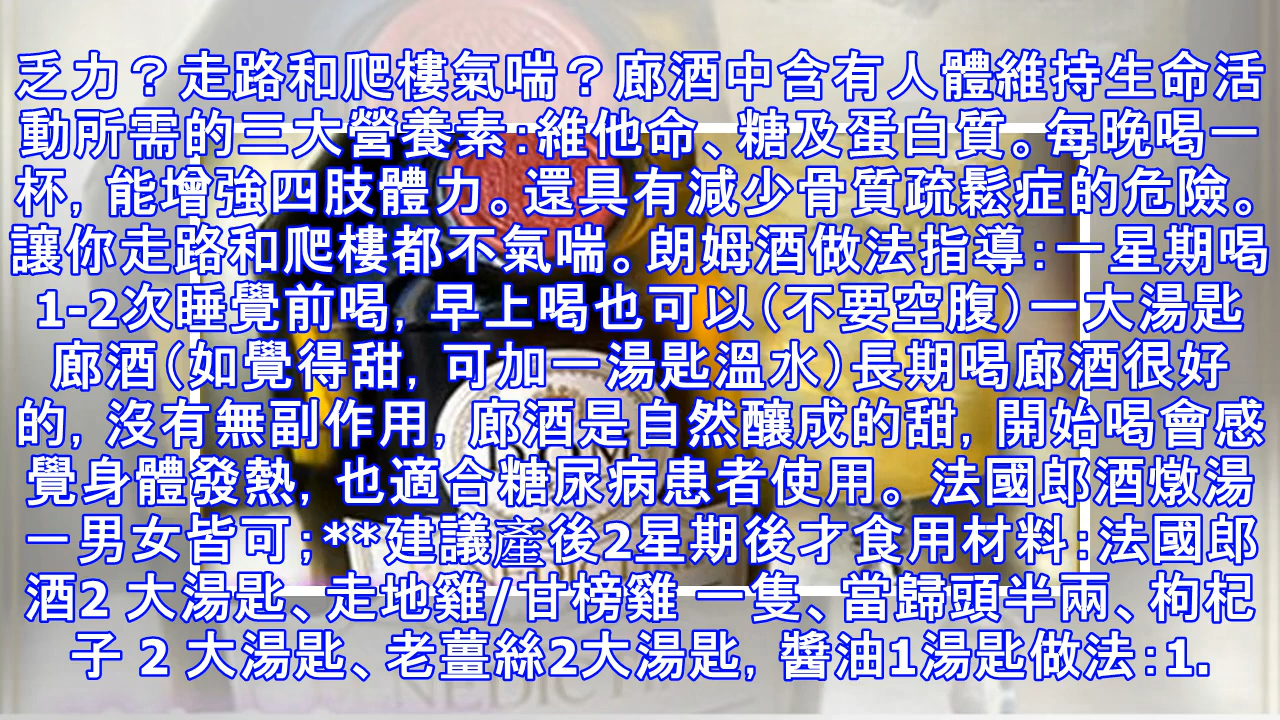 乏力？走路和爬樓氣喘？廊酒中含有人體維持生命活
動所需的三大營養素：維他命、糖及蛋白質。每晚喝一
杯，能增強四肢體力。還具有減少骨質疏鬆症的危險。
讓你走路和爬樓都不氣喘。朗姆酒做法指導：一星期喝
1-2次睡覺前喝，早上喝也可以（不要空腹）一大湯匙
廊酒（如覺得甜，可加一湯匙溫水）長期喝廊酒很好
的，沒有無副作用，廊酒是自然釀成的甜，開始喝會感
覺身體發熱，也適合糖尿病患者使用。法國郎酒燉湯
－男女皆可；**建議產後2星期後才食用材料：法國郎
酒2 大湯匙、走地雞/甘榜雞 一隻、當歸頭半兩、枸杞
子 2 大湯匙、老薑絲2大湯匙，醬油1湯匙做法：1.
DOM
NEDICTI